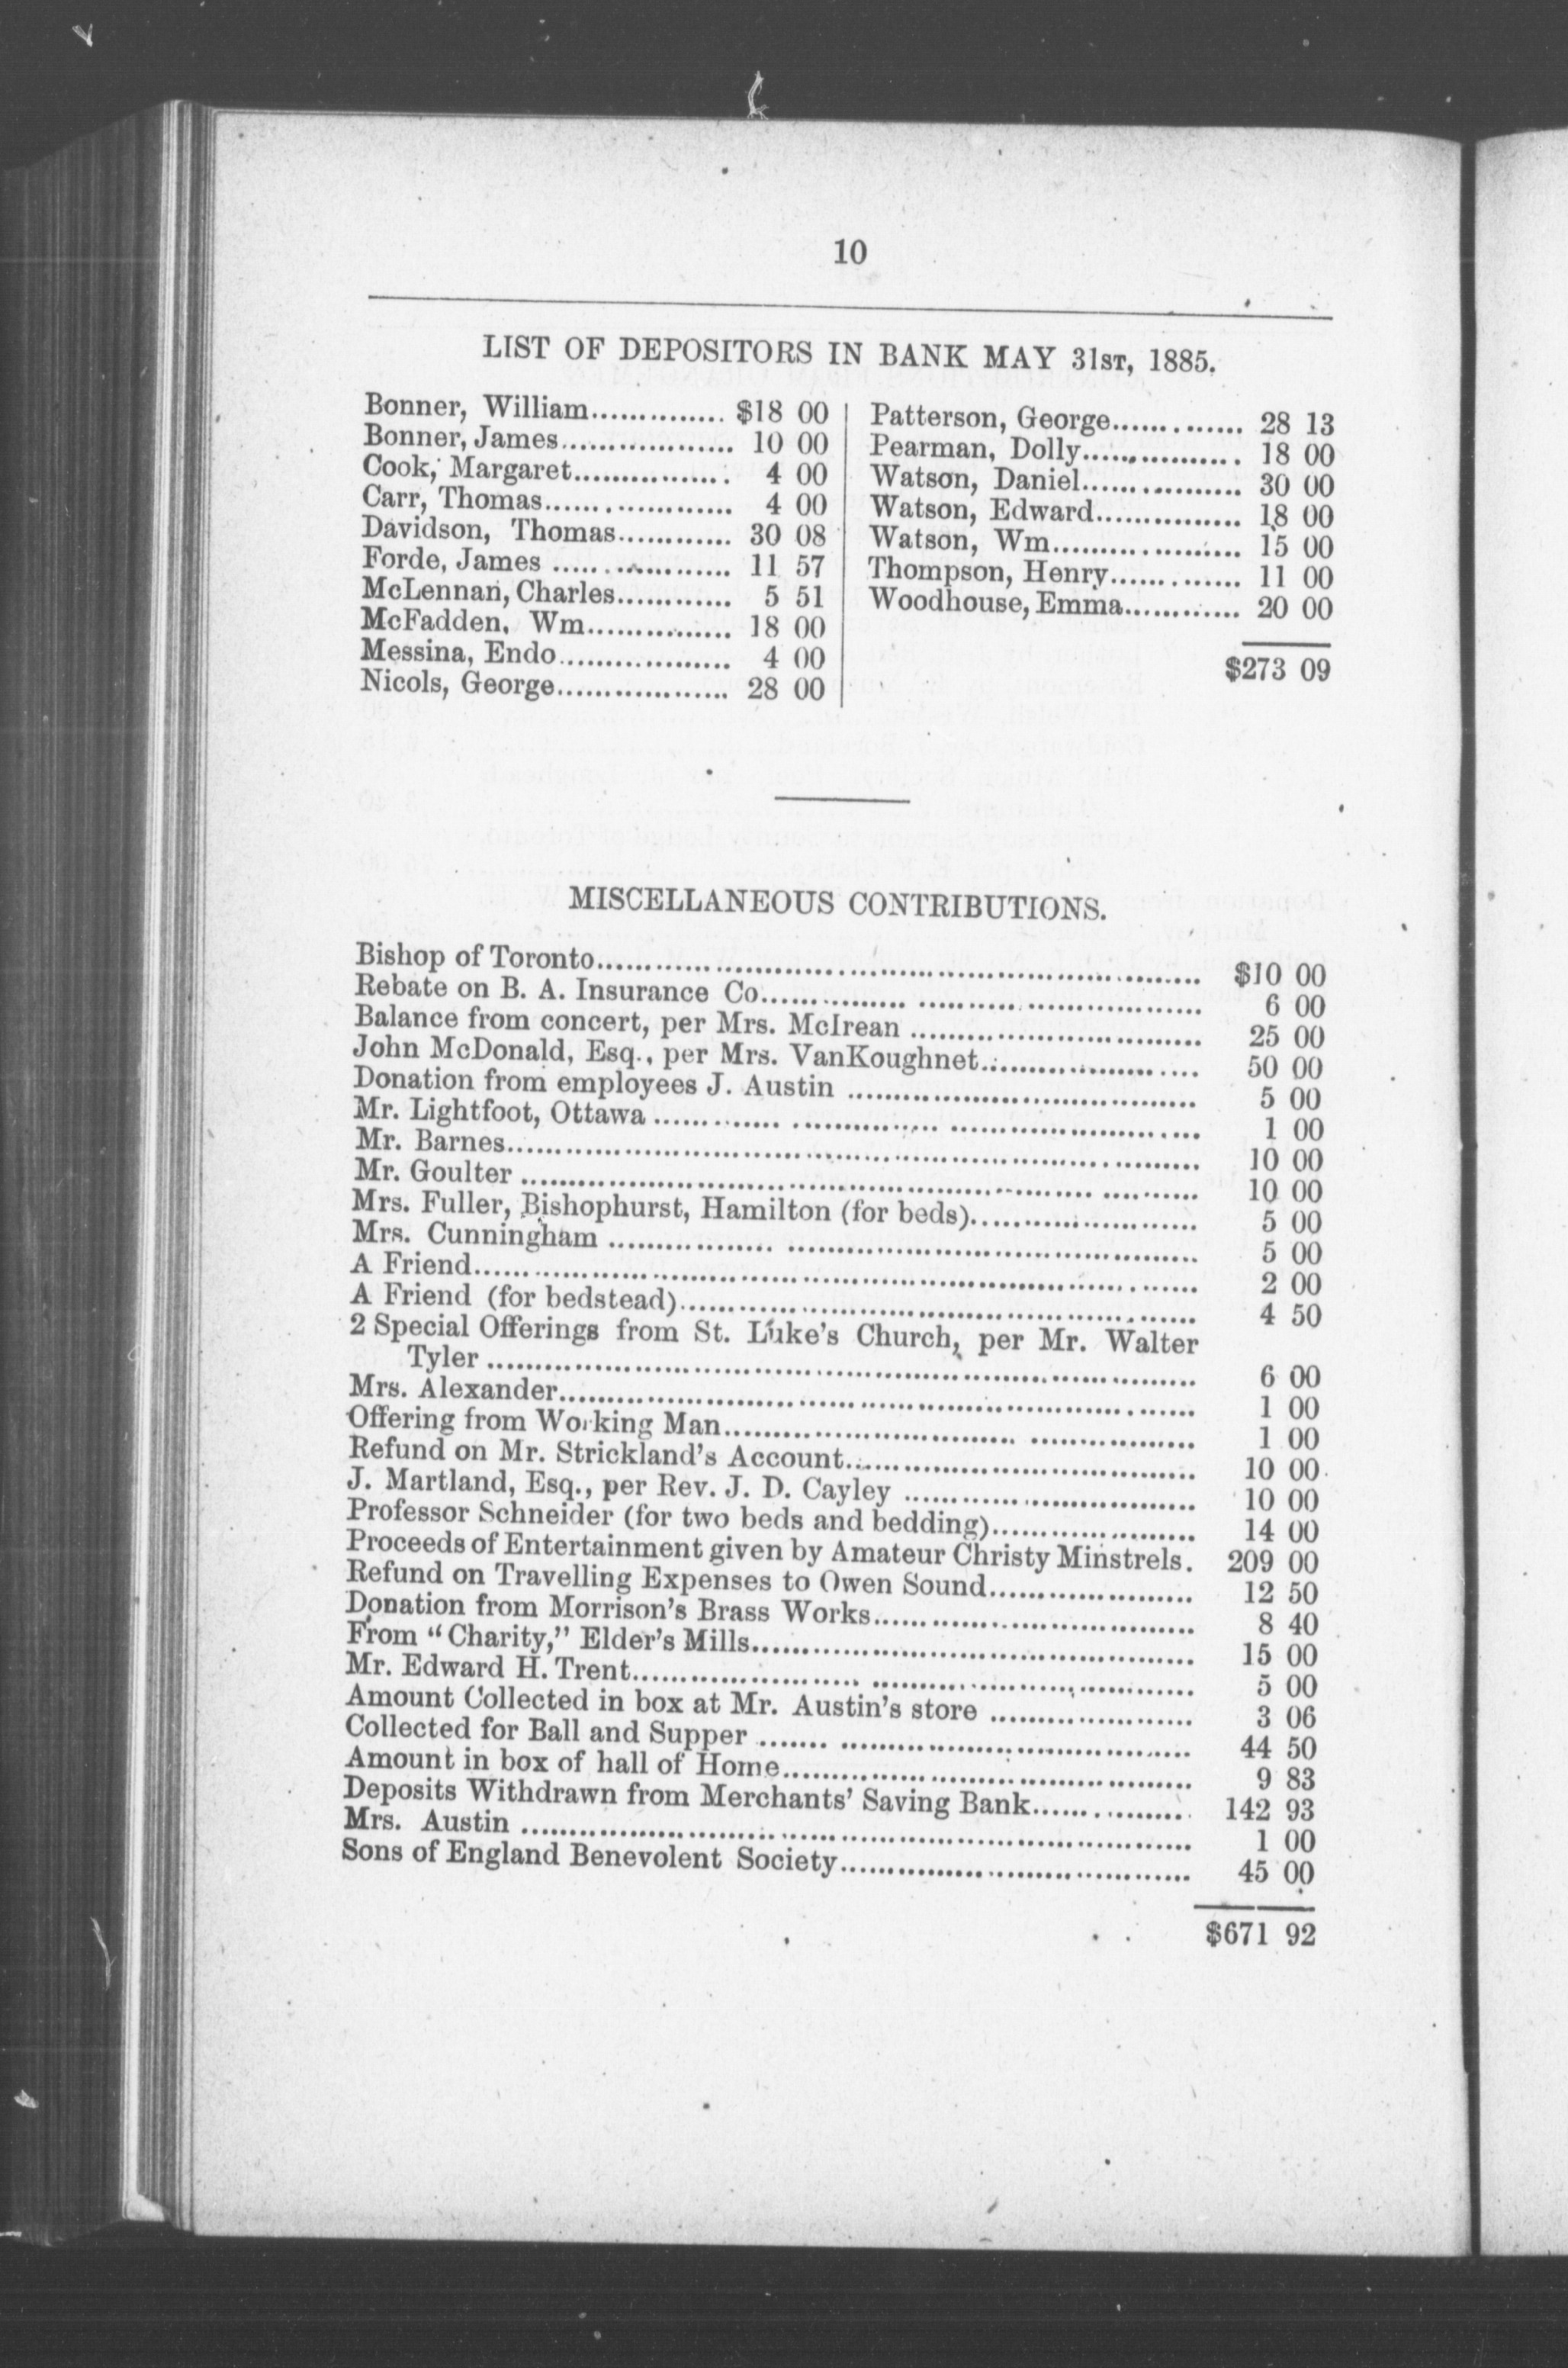 10
LIST OF DEPOSITORS IN BANK MAY 31ST, 1885.
Bonner, William.............. $18 00
Bonner, James.................. 10 00
Cook, Margaret................ 4 00
Carr, Thomas.................... 4 00
Davidson, Thomas............ 30 08
Forde, James ................... 11 57
McLennan, Charles............ 5 51
McFadden, Wm............... 18 00
Messina, Endo.................. 4 00
Nicols, George.................. 28 00
Patterson, George............. 28 13
Pearman, Dolly................. 18 00
Watson, Daniel................. 30 00
Watson, Edward............... 18 00
Watson, Wm.................... 15 00
Thompson, Henry............. 11 00
Woodhouse, Emma............ 20 00
$273 09
MISCELLANEOUS CONTRIBUTIONS.
Bishop of Toronto.............................................................. $10 00
Rebate on B. A. Insurance Co.............................................. 6 00
Balance from concert, per Mrs. McIrean .............................. 25 00
John McDonald, Esq., per Mrs. VanKoughnet....................... 50 00
Donation from employees J. Austin .................................... 5 00
Mr. Lightfoot, Ottawa ........................................................ 1 00
Mr. Barnes........................................................................ 10 00
Mr. Goulter ...................................................................... 10 00
Mrs. Fuller, Bishophurst, Hamilton (for beds)........................ 5 00
Mrs. Cunningham ............................................................. 5 00
A Friend........................................................................... 2 00
A Friend (for bedstead)...................................................... 4 50
2 Special Offerings from St. Luke's Church, per Mr. Walter
Tyler ......................................................................... 6 00
Mrs. Alexander.................................................................. 1 00
Offering from Working Man................................................ 1 00
Refund on Mr. Strickland's Account..................................... 10 00
J. Martland, Esq., per Rev. J. D. Cayley .............................. 10 00
Professor Schneider (for two beds and bedding)..................... 14 00
Proceeds of Entertainment given by Amateur Christy Minstrels. 209 00
Refund on Travelling Expenses to Owen Sound..................... 12 50
Donation from Morrison's Brass Works................................. 8 40
From "Charity," Elder's Mills.............................................. 15 00
Mr. Edward H. Trent......................................................... 5 00
Amount Collected in box at Mr. Austin's store ..................... 3 06
Collected for Ball and Supper ............................................. 44 50
Amount in box of hall of Home........................................... 9 83
Deposits Withdrawn from Merchants' Saving Bank................ 142 93
Mrs. Austin ...................................................................... 1 00
Sons of England Benevolent Society.................................... 45 00
$671 92